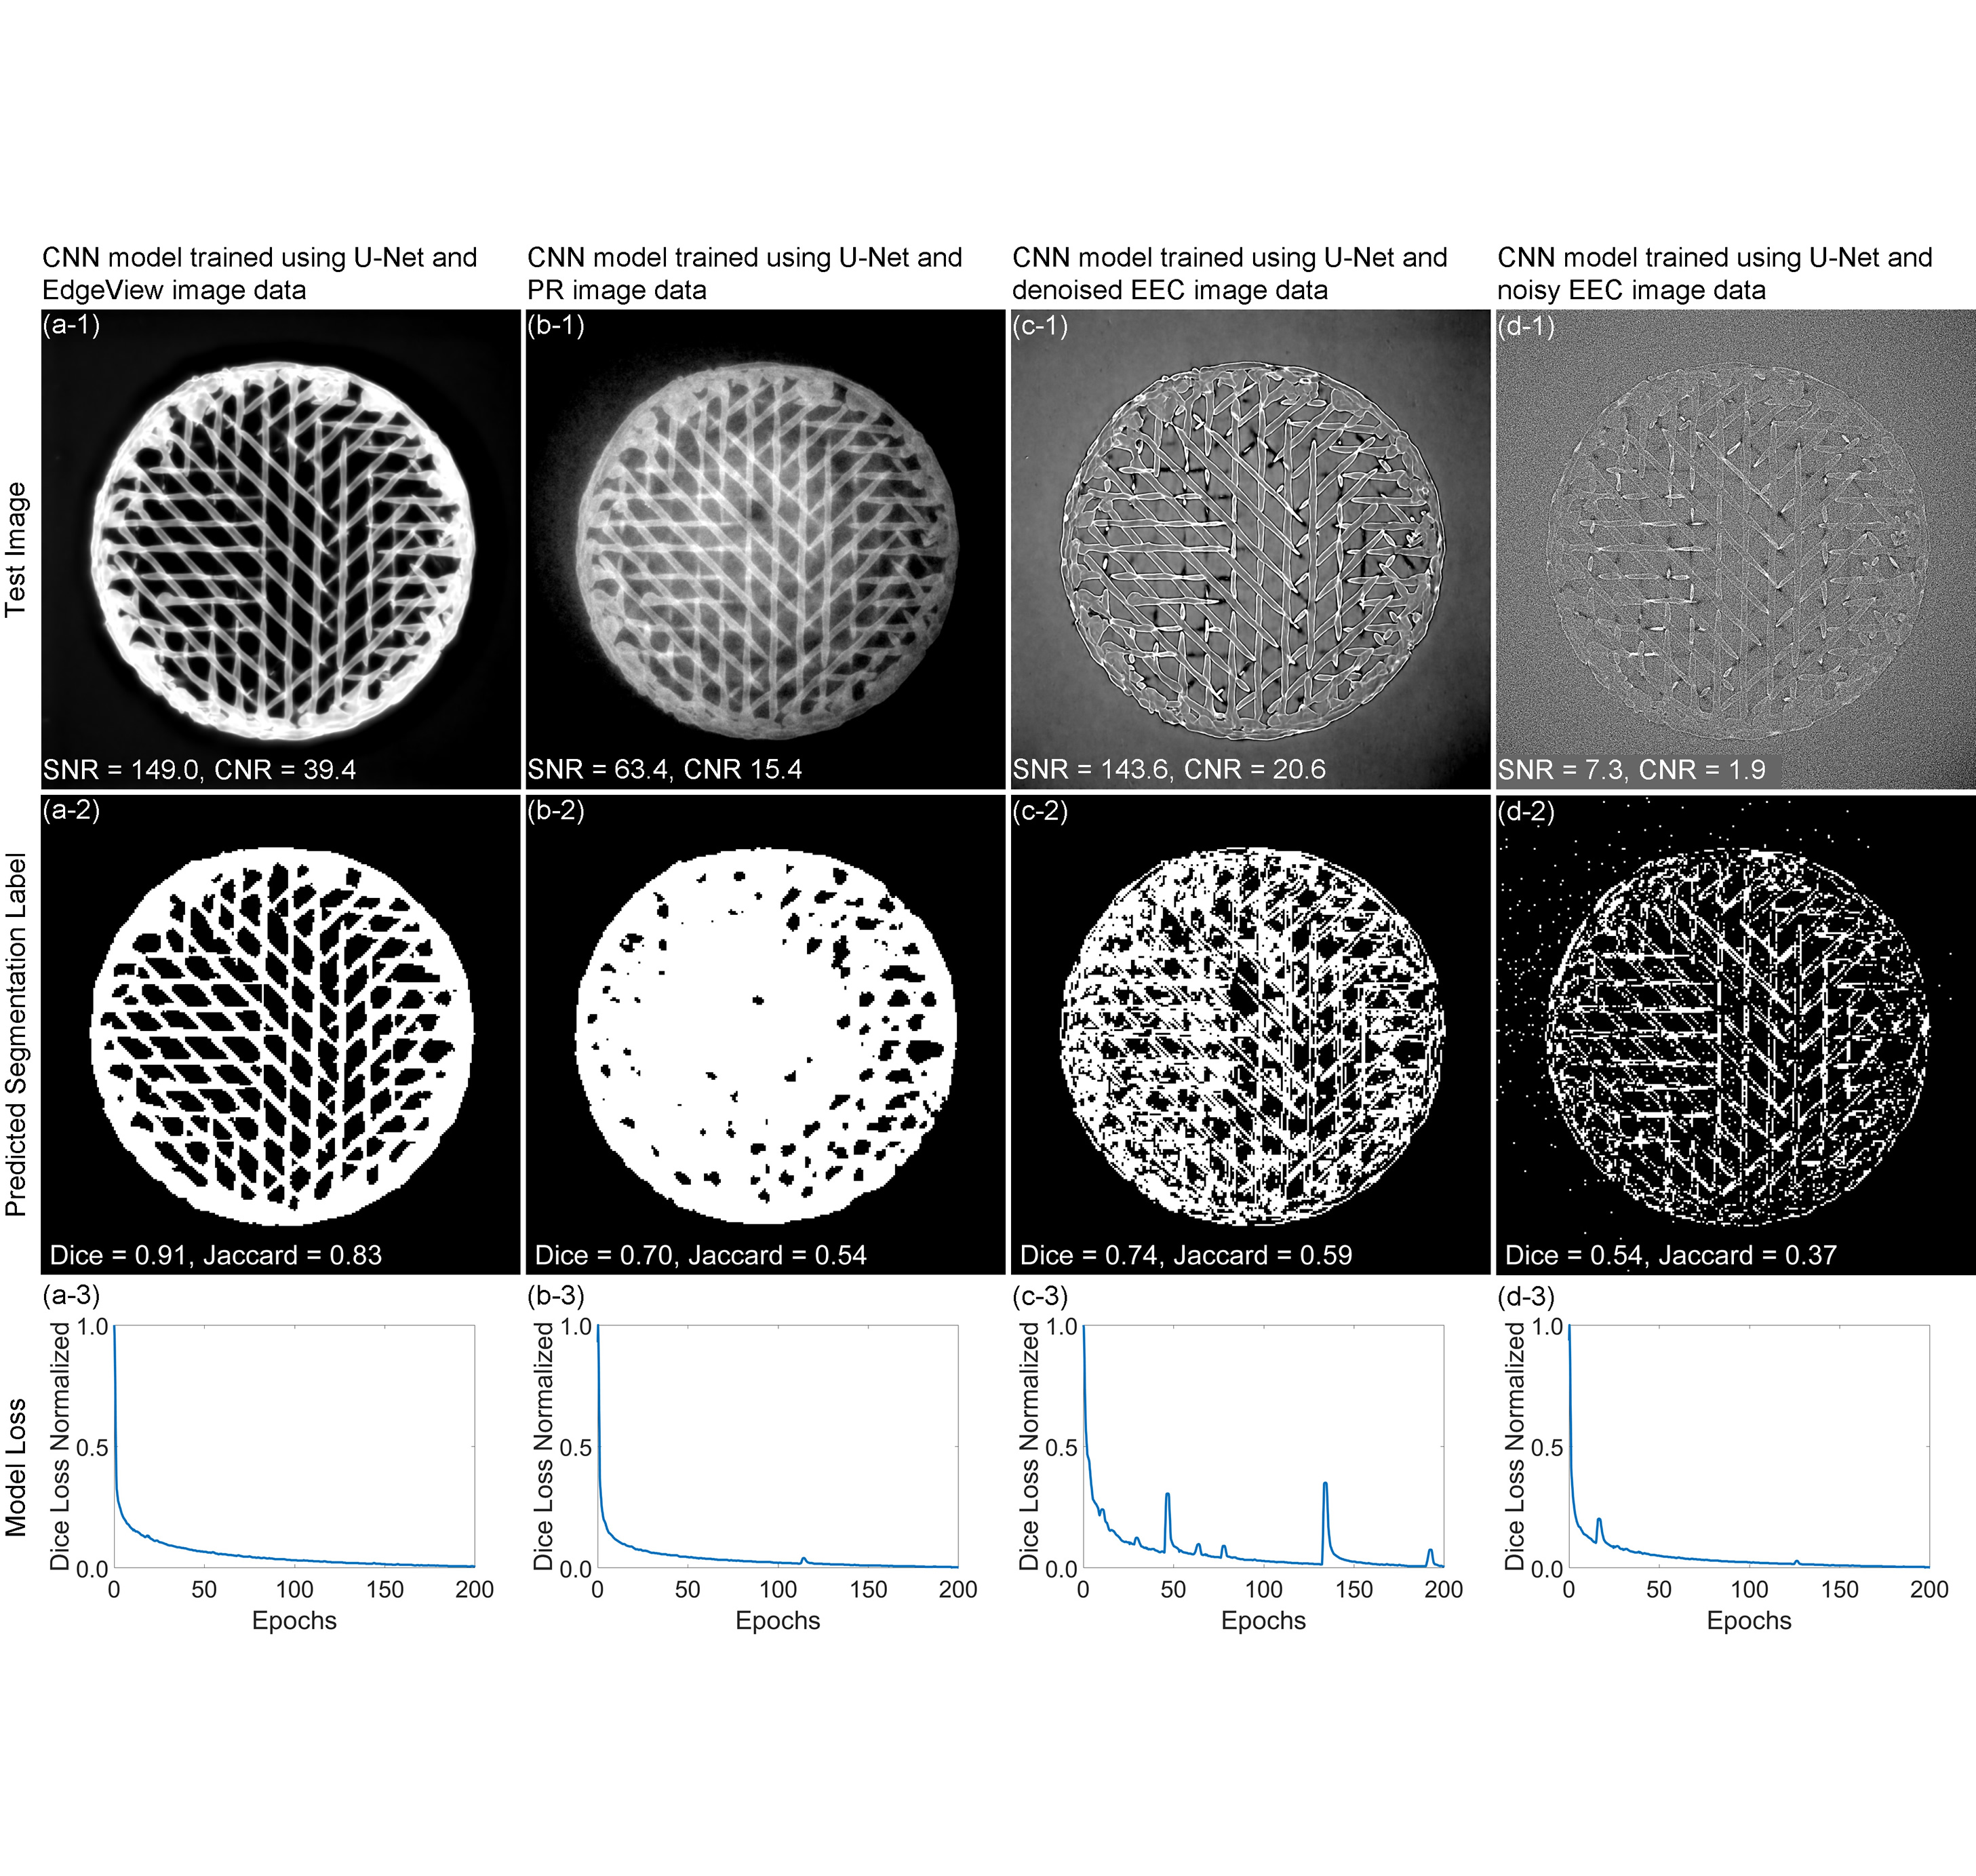 CNN model trained using U-Net and
EdgeView image data
CNN model trained using U-Net and
PR image data
CNN model trained using U-Net and
denoised EEC image data
CNN model trained using U-Net and
noisy EEC image data
Test Image
(a-1)
SNR = 149.0, CNR = 39.4
(b-1)
SNR = 63.4, CNR 15.4
(c-1)
SNR = 143.6, CNR = 20.6
(d-1)
SNR = 7.3, CNR = 1.9
Predicted Segmentation Label
(a-2)
Dice = 0.91, Jaccard = 0.83
(b-2)
Dice = 0.70, Jaccard = 0.54
(c-2)
Dice = 0.74, Jaccard = 0.59
(d-2)
Dice = 0.54, Jaccard = 0.37
Model Loss
(a-3)
Dice Loss Normalized
1.0
0.5
0.0
0 50 100 150 200
Epochs
(b-3)
Dice Loss Normalized
1.0
0.5
0.0
0 50 100 150 200
Epochs
(c-3)
Dice Loss Normalized
1.0
0.5
0.0
0 50 100 150 200
Epochs
(d-3)
Dice Loss Normalized
1.0
0.5
0.0
0 50 100 150 200
Epochs